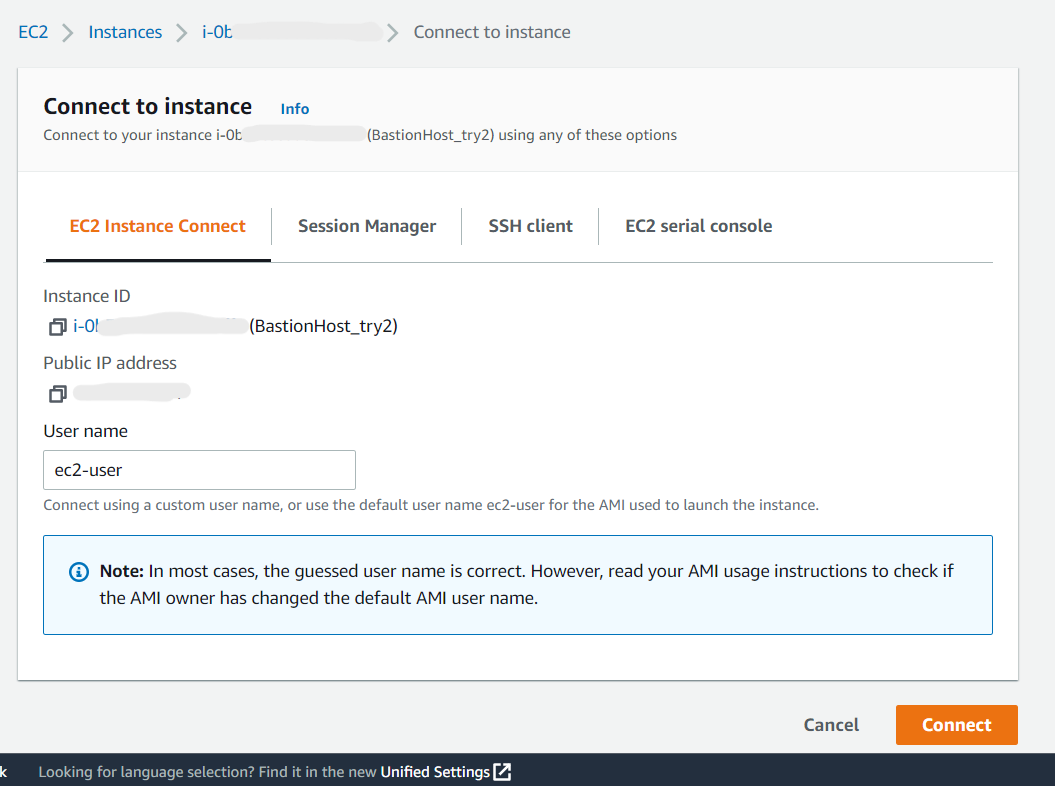 EC2 > Instances > i-0b > Connect to instance
Connect to instance Info
Connect to your instance i-0b (BastionHost_try2) using any of these options
EC2 Instance Connect Session Manager SSH client EC2 serial console
Instance ID
i-0 (BastionHost_try2)
Public IP address
User name
ec2-user
Connect using a custom user name, or use the default user name ec2-user for the AMI used to launch the instance.
Note: In most cases, the guessed user name is correct. However, read your AMI usage instructions to check if
the AMI owner has changed the default AMI user name.
Cancel Connect
k Looking for language selection? Find it in the new Unified Settings